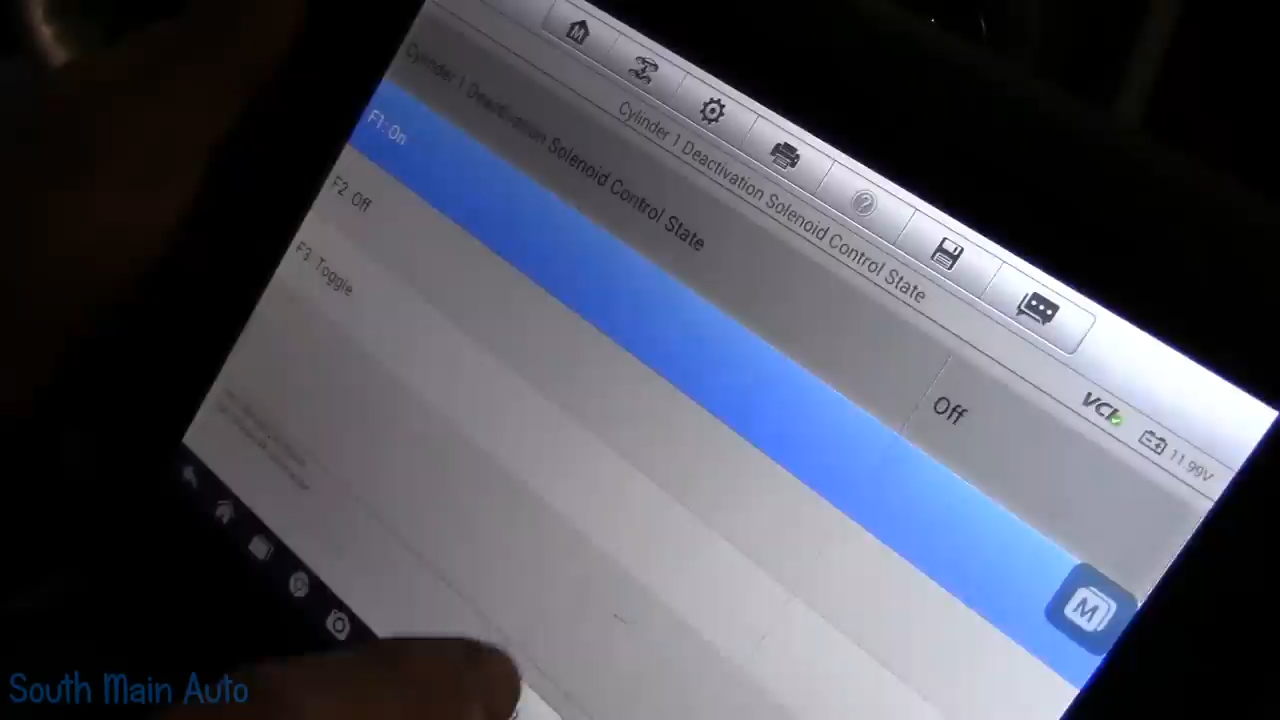 Cylinder 1 Deactivation Solenoid Control State
VCI
11.99V
Cylinder 1 Deactivation Solenoid Control State
Off
F1: On
F2: Off
F3: Toggle
M
M
South Main Auto